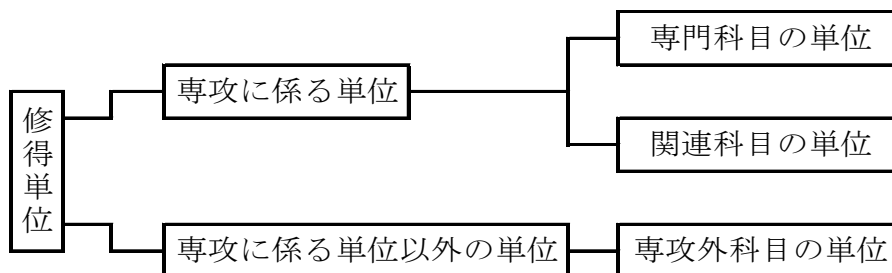 修得単位
専攻に係る単位
専門科目の単位
関連科目の単位
専攻に係る単位以外の単位
専攻外科目の単位